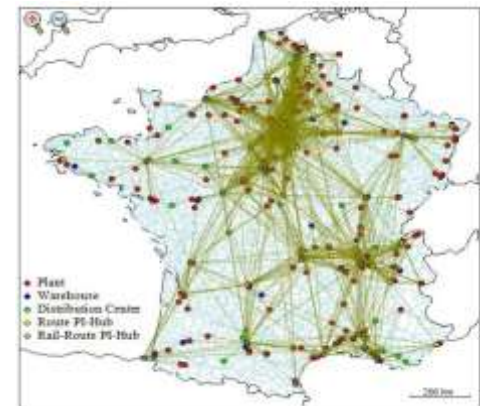 Plant
Warehouse
Distribution Center
Route PI-Hub
Rail-Route PI-Hub
200 km